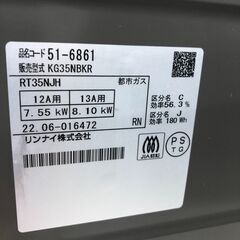 品名コード 51-6861
販売型式 KG35NBKR
RT35NJH 都市ガス
12A用 13A用
7.55 kW 8.10 kW
22.06-016472 RN
リンナイ株式会社
区分名 C
効率56.3%
区分名 J
効率 180 Wh
JIA認証
PS
TG